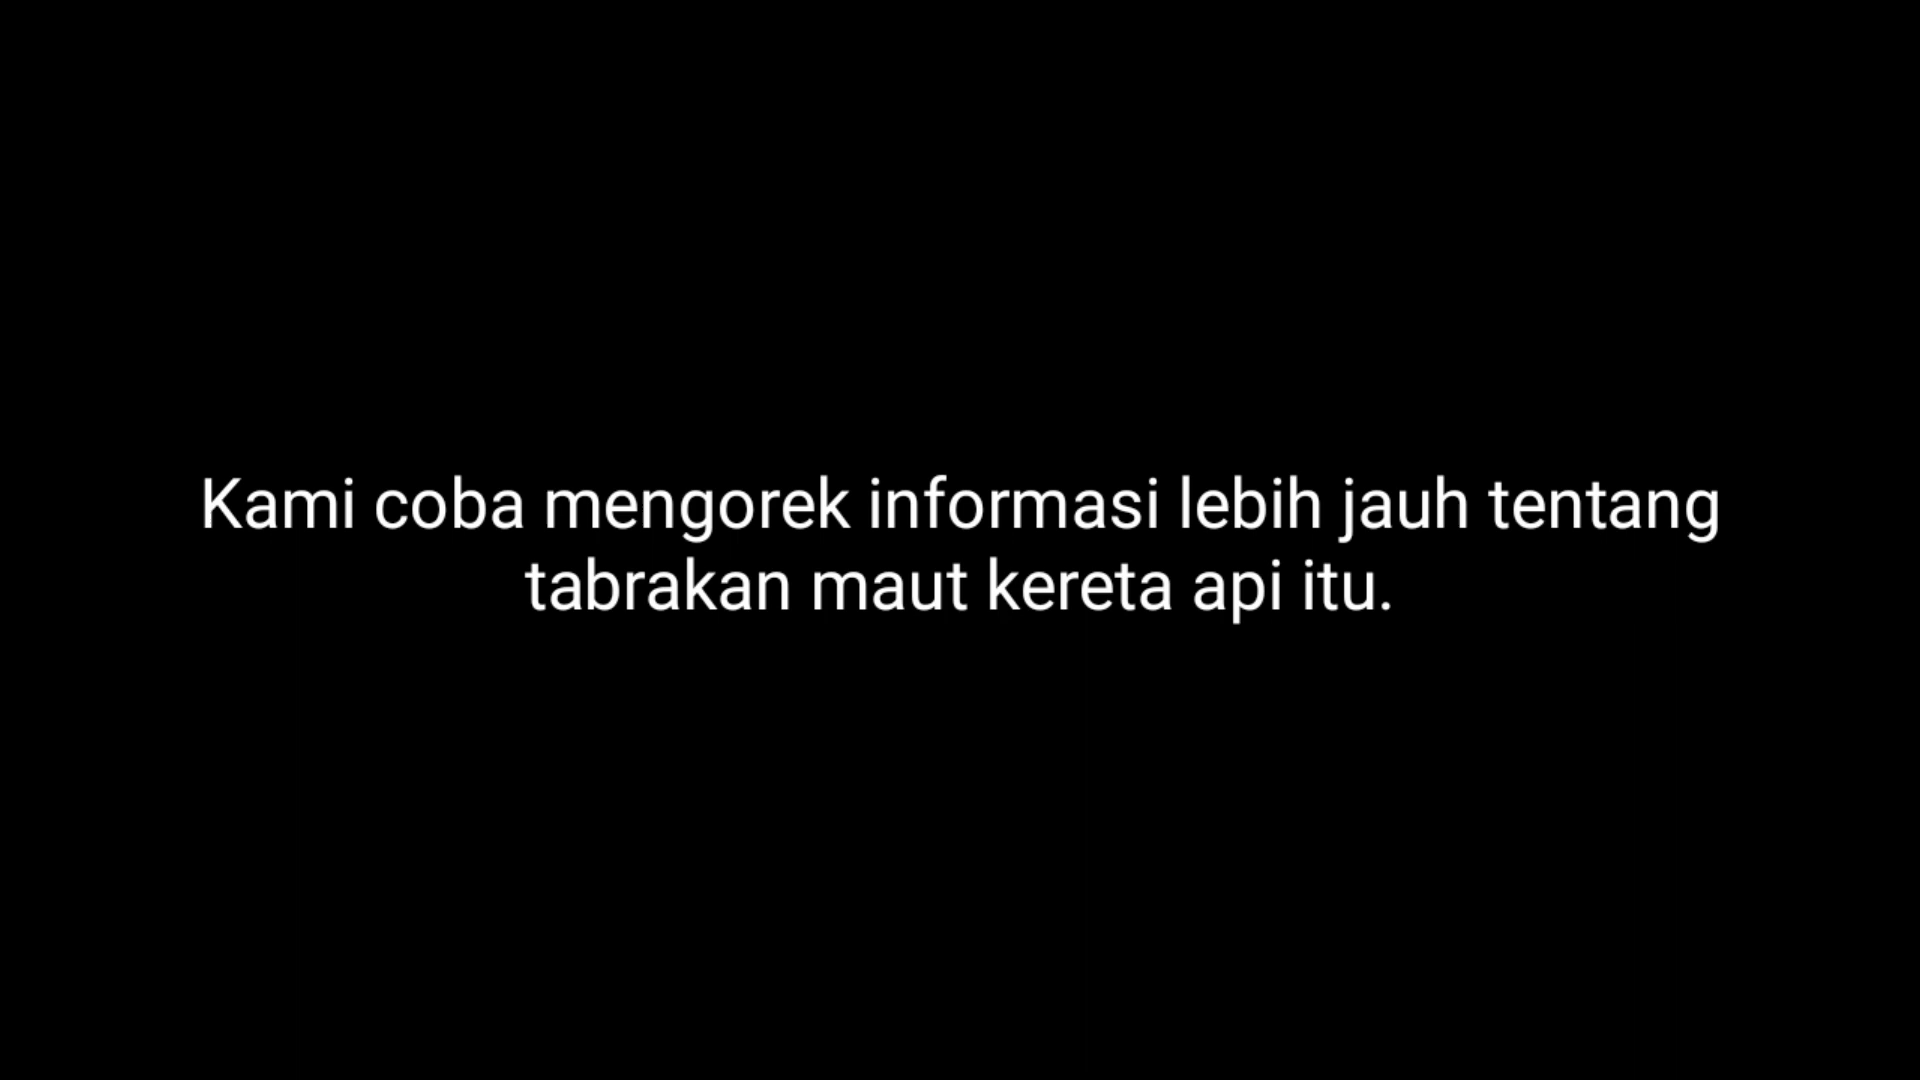 Kami coba mengorek informasi lebih jauh tentang
tabrakan maut kereta api itu.